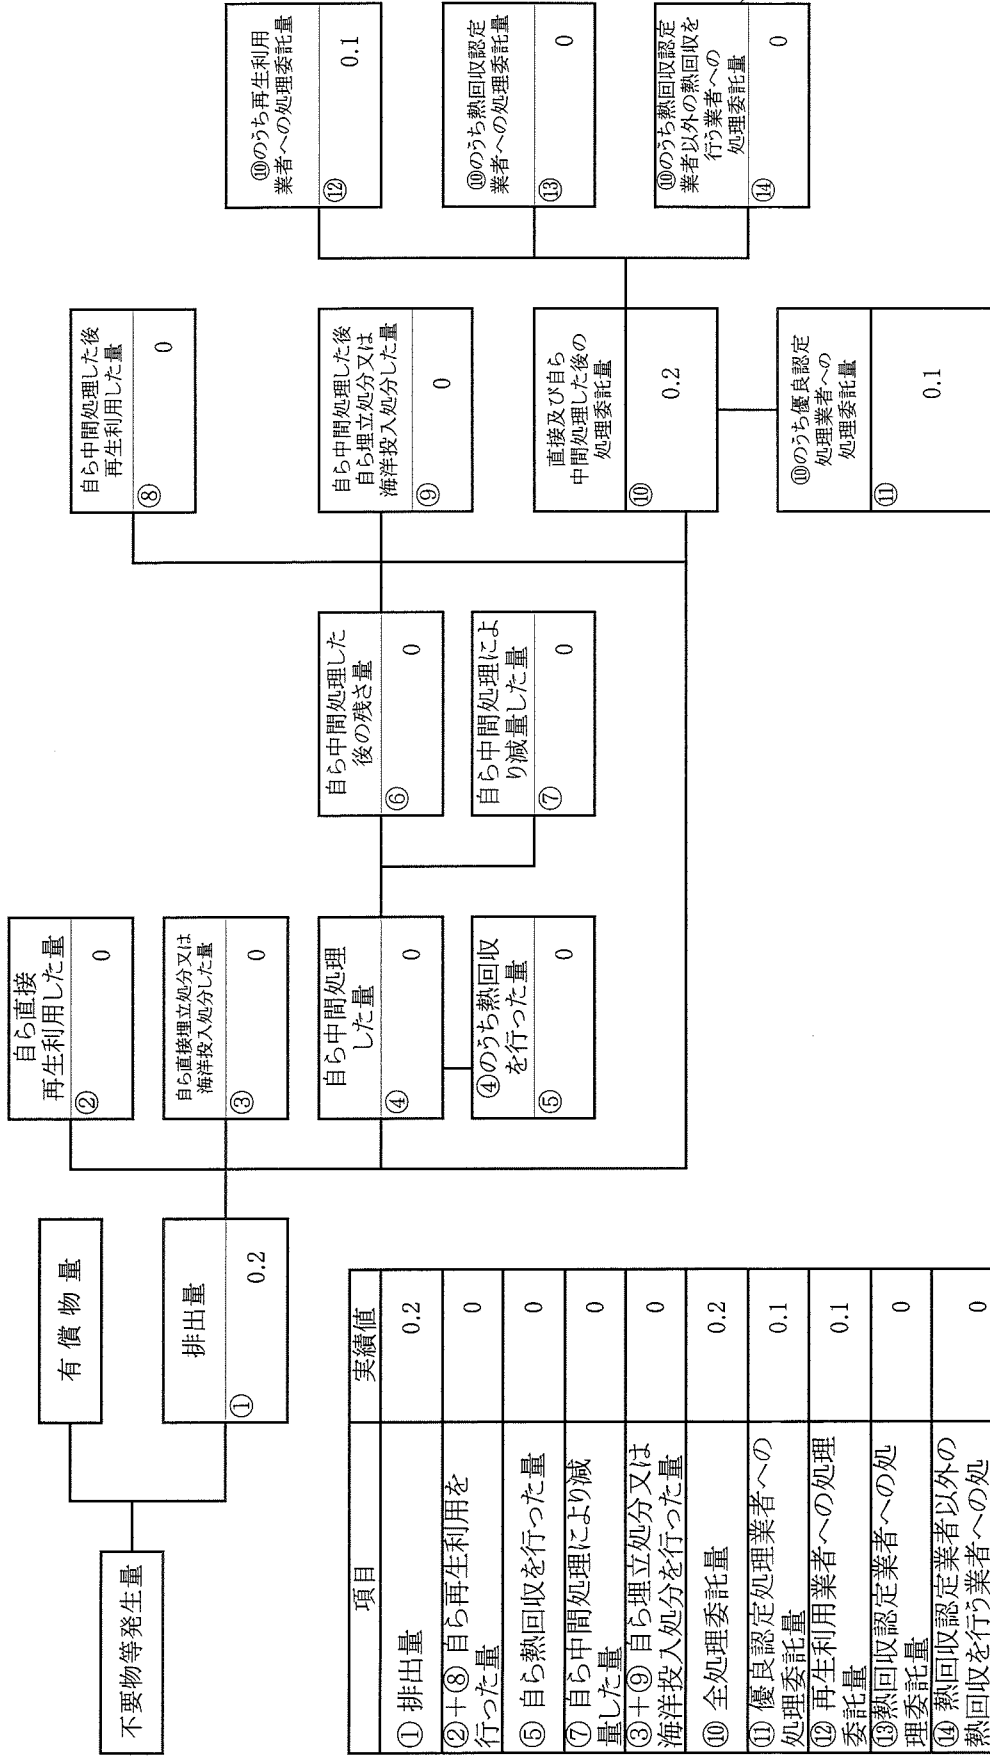 不要物等発生量
有償物量
排出量
①
0.2
自ら直接
再生利用した量
②
0
自ら直接埋立処分又は
海洋投入処分した量
③
0
自ら中間処理
した量
④
0
④のうち熱回収
を行った量
⑤
0
自ら中間処理した
後の残さ量
⑥
0
自ら中間処理によ
り減量した量
⑦
0
自ら中間処理した後
再生利用した量
⑧
0
自ら中間処理した後
自ら埋立処分又は
海洋投入処分した量
⑨
0
直接及び自ら
中間処理した後の
処理委託量
⑩
0.2
⑩のうち優良認定
処理業者への
処理委託量
⑪
0.1
⑩のうち再生利用
業者への処理委託量
⑫
0.1
⑩のうち熱回収認定
業者への処理委託量
⑬
0
⑩のうち熱回収認定
業者以外の熱回収を
行う業者への
処理委託量
⑭
0
項目 実績値
①排出量 0.2
②+⑧ 自ら再生利用を
行った量 0
⑤ 自ら熱回収を行った量 0
⑦ 自ら中間処理により減
量した量 0
③+⑨ 自ら埋立処分又は
海洋投入処分を行った量 0
⑩ 全処理委託量 0.2
⑪ 優良認定処理業者への
処理委託量 0.1
⑫ 再生利用業者への処理
委託量 0.1
⑬熱回収認定業者への処
理委託量 0
⑭ 熱回収認定業者以外の
熱回収を行う業者への処 0